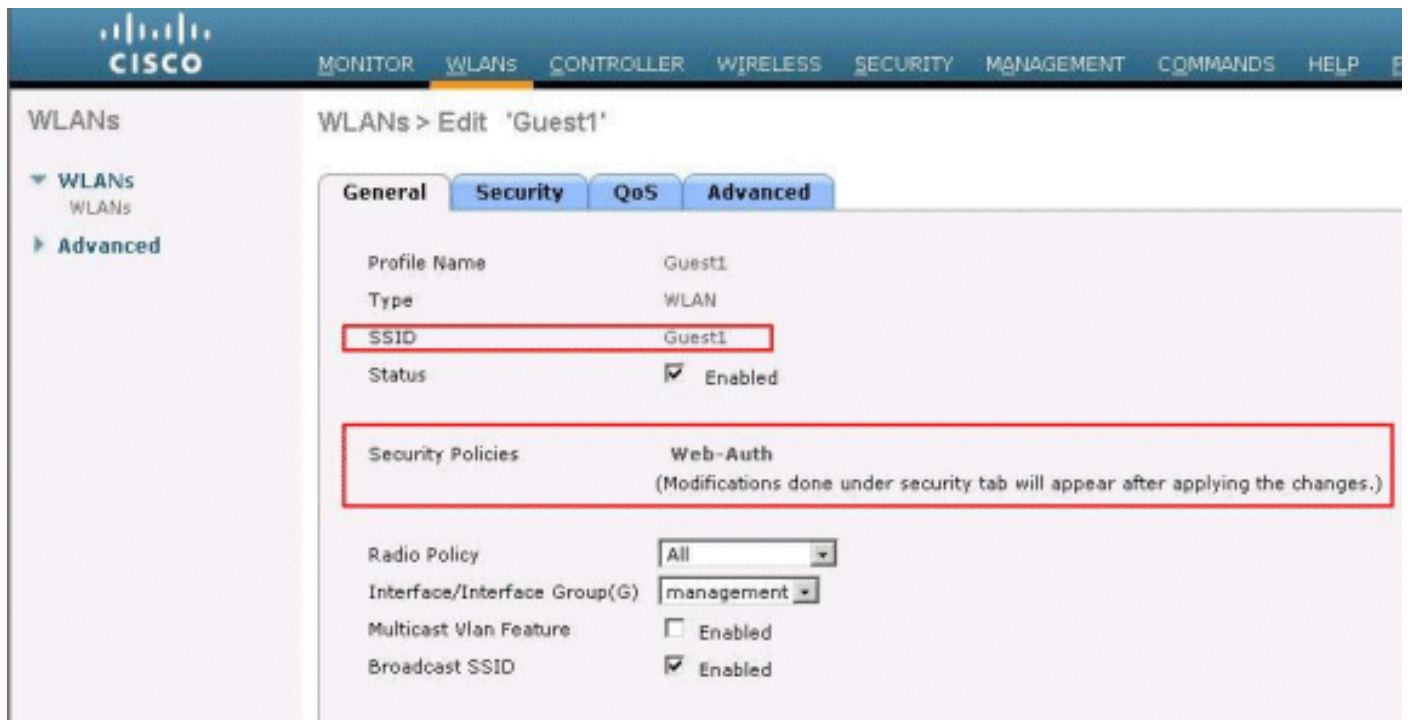 CISCO
MONITOR WLANs CONTROLLER WIRELESS SECURITY MANAGEMENT COMMANDS HELP
WLANs
WLANs
WLANs
Advanced
WLANs > Edit 'Guest1'
General Security QoS Advanced
Profile Name Guest1
Type WLAN
SSID Guest1
Status Enabled
Security Policies Web-Auth
(Modifications done under security tab will appear after applying the changes.)
Radio Policy All
Interface/Interface Group(G) management
Multicast Vlan Feature Enabled
Broadcast SSID Enabled